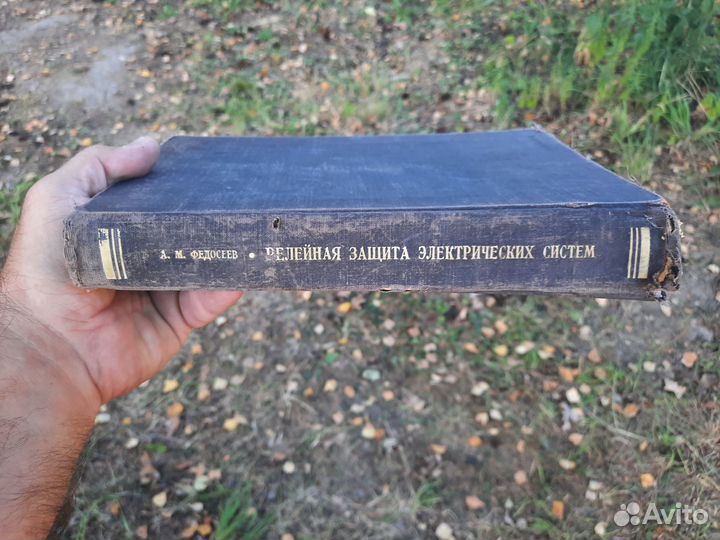 А. М. ФЕДОСЕЕВ • РЕЛЕЙНАЯ ЗАЩИТА ЭЛЕКТРИЧЕСКИХ СИСТЕМ
Avito